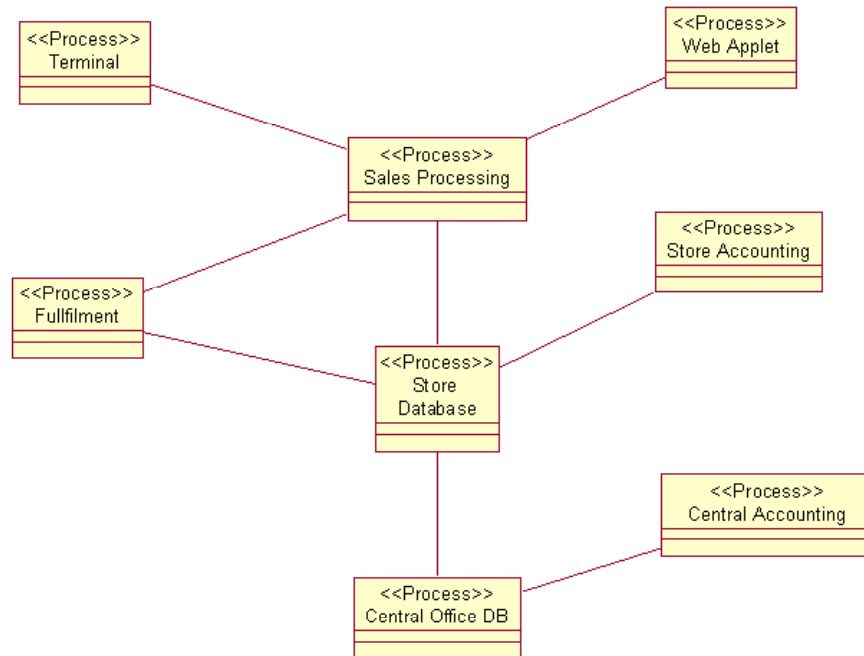 <<Process>>
Terminal
<<Process>>
Web Applet
<<Process>>
Sales Processing
<<Process>>
Store Accounting
<<Process>>
Fullfilment
<<Process>>
Store
Database
<<Process>>
Central Accounting
<<Process>>
Central Office DB